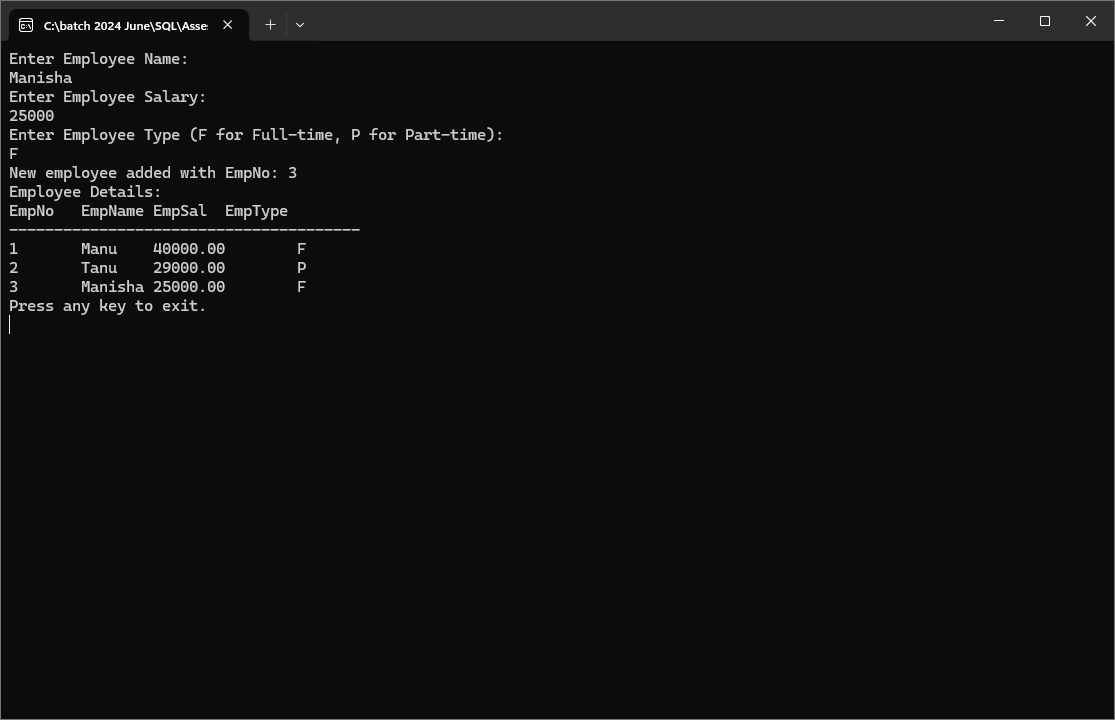 C:\batch 2024 June\SQL\Asse
Enter Employee Name:
Manisha
Enter Employee Salary:
25000
Enter Employee Type (F for Full-time, P for Part-time):
F
New employee added with EmpNo: 3
Employee Details:
EmpNo   EmpName EmpSal  EmpType
---------------------------------------
1       Manu    40000.00        F
2       Tanu    29000.00        P
3       Manisha 25000.00        F
Press any key to exit.